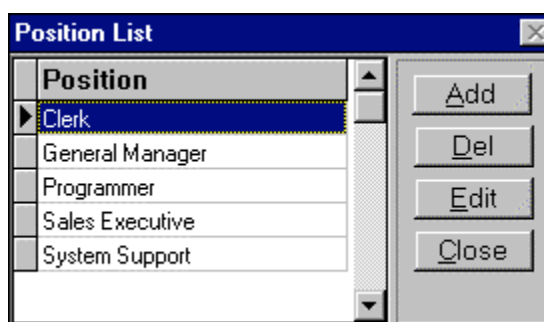 Position List
Position
Clerk
General Manager
Programmer
Sales Executive
System Support
Add
Del
Edit
Close